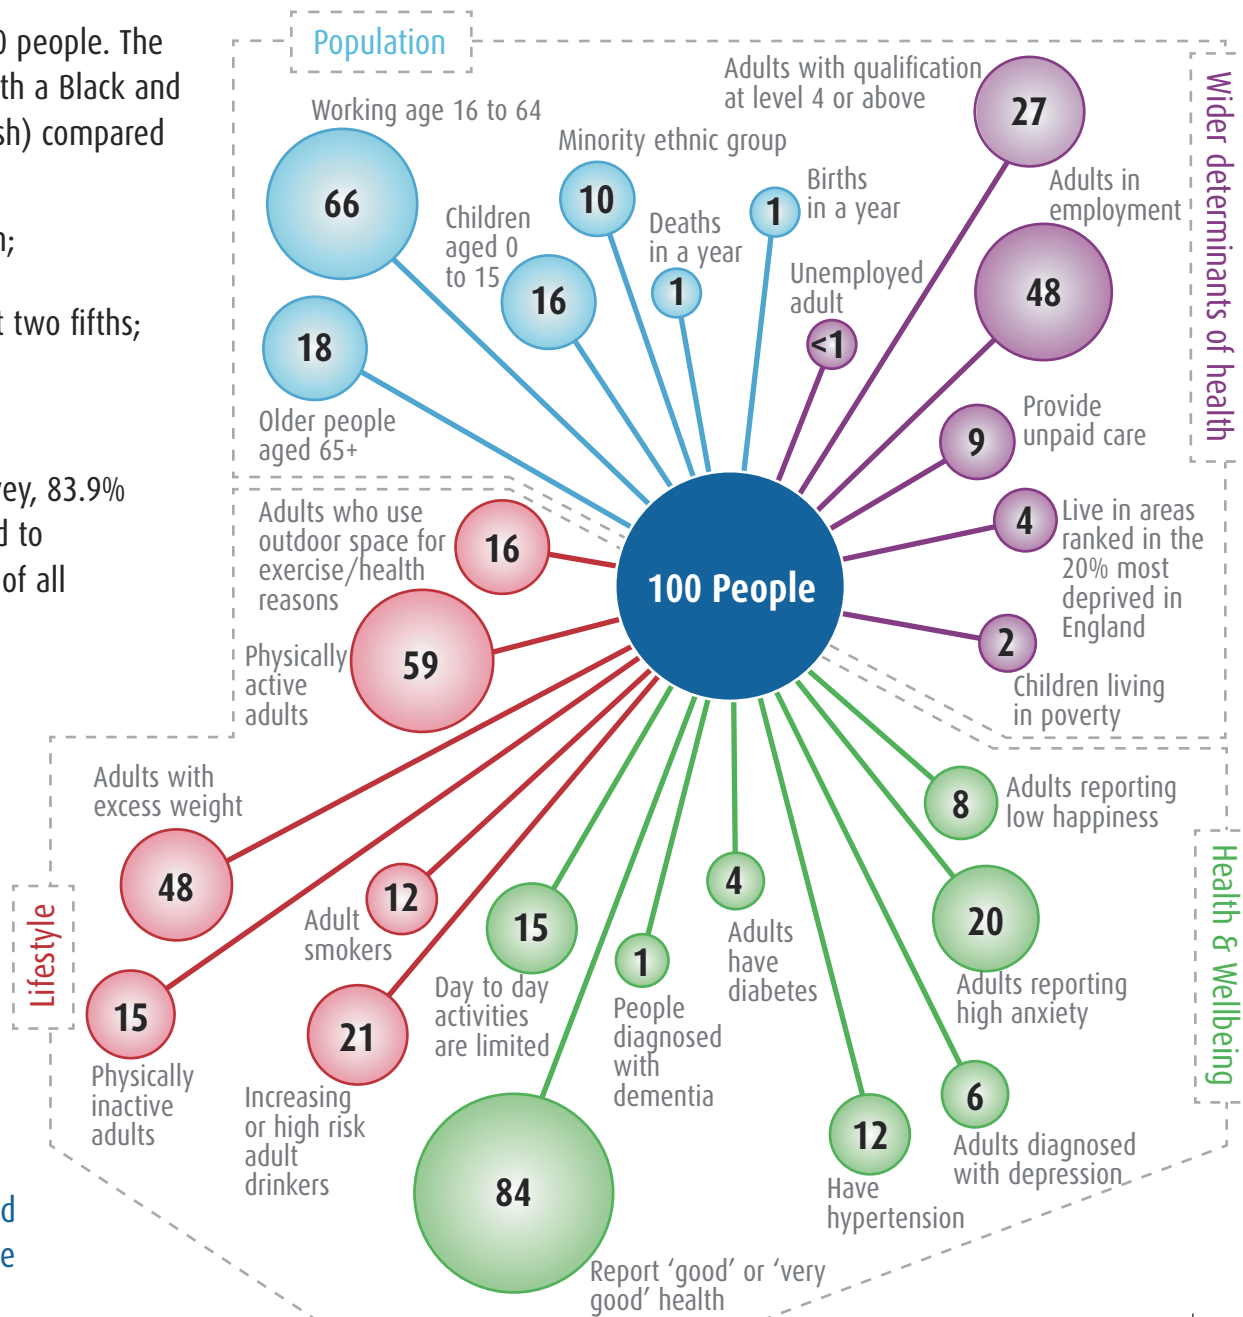 0 people. The
th a Black and
sh) compared
n;
t two fifths;
vey, 83.9%
d to
of all
d
e
Population
Working age 16 to 64
66
Children
aged 0
to 15
16
Minority ethnic group
10
Deaths
in a year
1
Births
in a year
1
18
Older people
aged 65+
Wider determinants of health
Adults with qualification
at level 4 or above
27
Adults in
employment
48
Unemployed
adult
<1
Provide
unpaid care
9
4
Live in areas
ranked in the
20% most
deprived in
England
2
Children living
in poverty
100 People
Lifestyle
Adults who use
outdoor space for
exercise/health
reasons
16
Physically
active
adults
59
Adults with
excess weight
48
15
Physically
inactive
adults
12
Adult
smokers
21
Increasing
or high risk
adult
drinkers
Health & Wellbeing
15
Day to day
activities
are limited
84
Report ‘good’ or ‘very
good’ health
1
People
diagnosed
with
dementia
4
Adults
have
diabetes
12
Have
hypertension
6
Adults diagnosed
with depression
20
Adults reporting
high anxiety
8
Adults reporting
low happiness